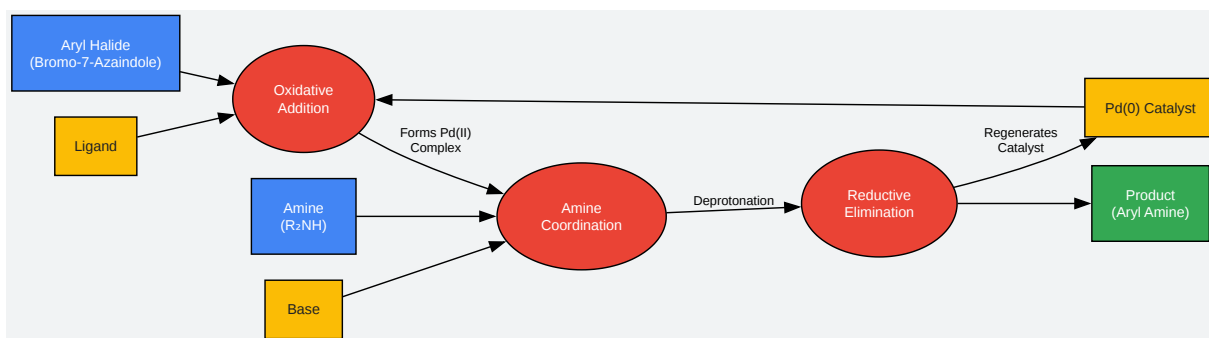 Aryl Halide
(Bromo-7-Azaindole)
Ligand
Oxidative
Addition
Forms Pd(II)
Complex
Amine
(R₂NH)
Base
Amine
Coordination
Deprotonation
Reductive
Elimination
Regenerates
Catalyst
Pd(0) Catalyst
Product
(Aryl Amine)